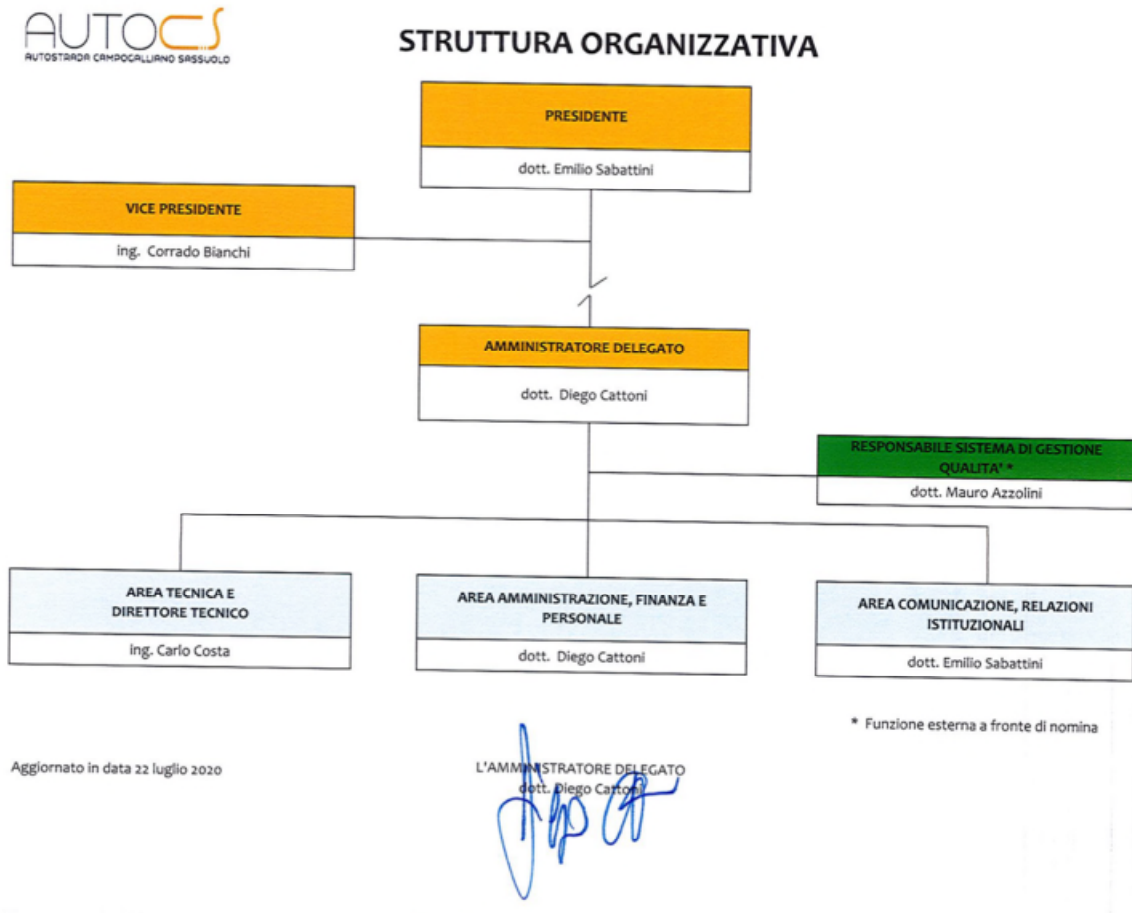 AUTOCS
AUTOSTRADA CAMPOGALLIANO SASSUOLO
STRUTTURA ORGANIZZATIVA
PRESIDENTE
dott. Emilio Sabattini
VICE PRESIDENTE
ing. Corrado Bianchi
AMMINISTRATORE DELEGATO
dott. Diego Cattoni
RESPONSABILE SISTEMA DI GESTIONE
QUALITA' *
dott. Mauro Azzolini
AREA TECNICA E
DIRETTORE TECNICO
ing. Carlo Costa
AREA AMMINISTRAZIONE, FINANZA E
PERSONALE
dott. Diego Cattoni
AREA COMUNICAZIONE, RELAZIONI
ISTITUZIONALI
dott. Emilio Sabattini
* Funzione esterna a fronte di nomina
Aggiornato in data 22 luglio 2020
L'AMMINISTRATORE DELEGATO
dott. Diego Cattoni